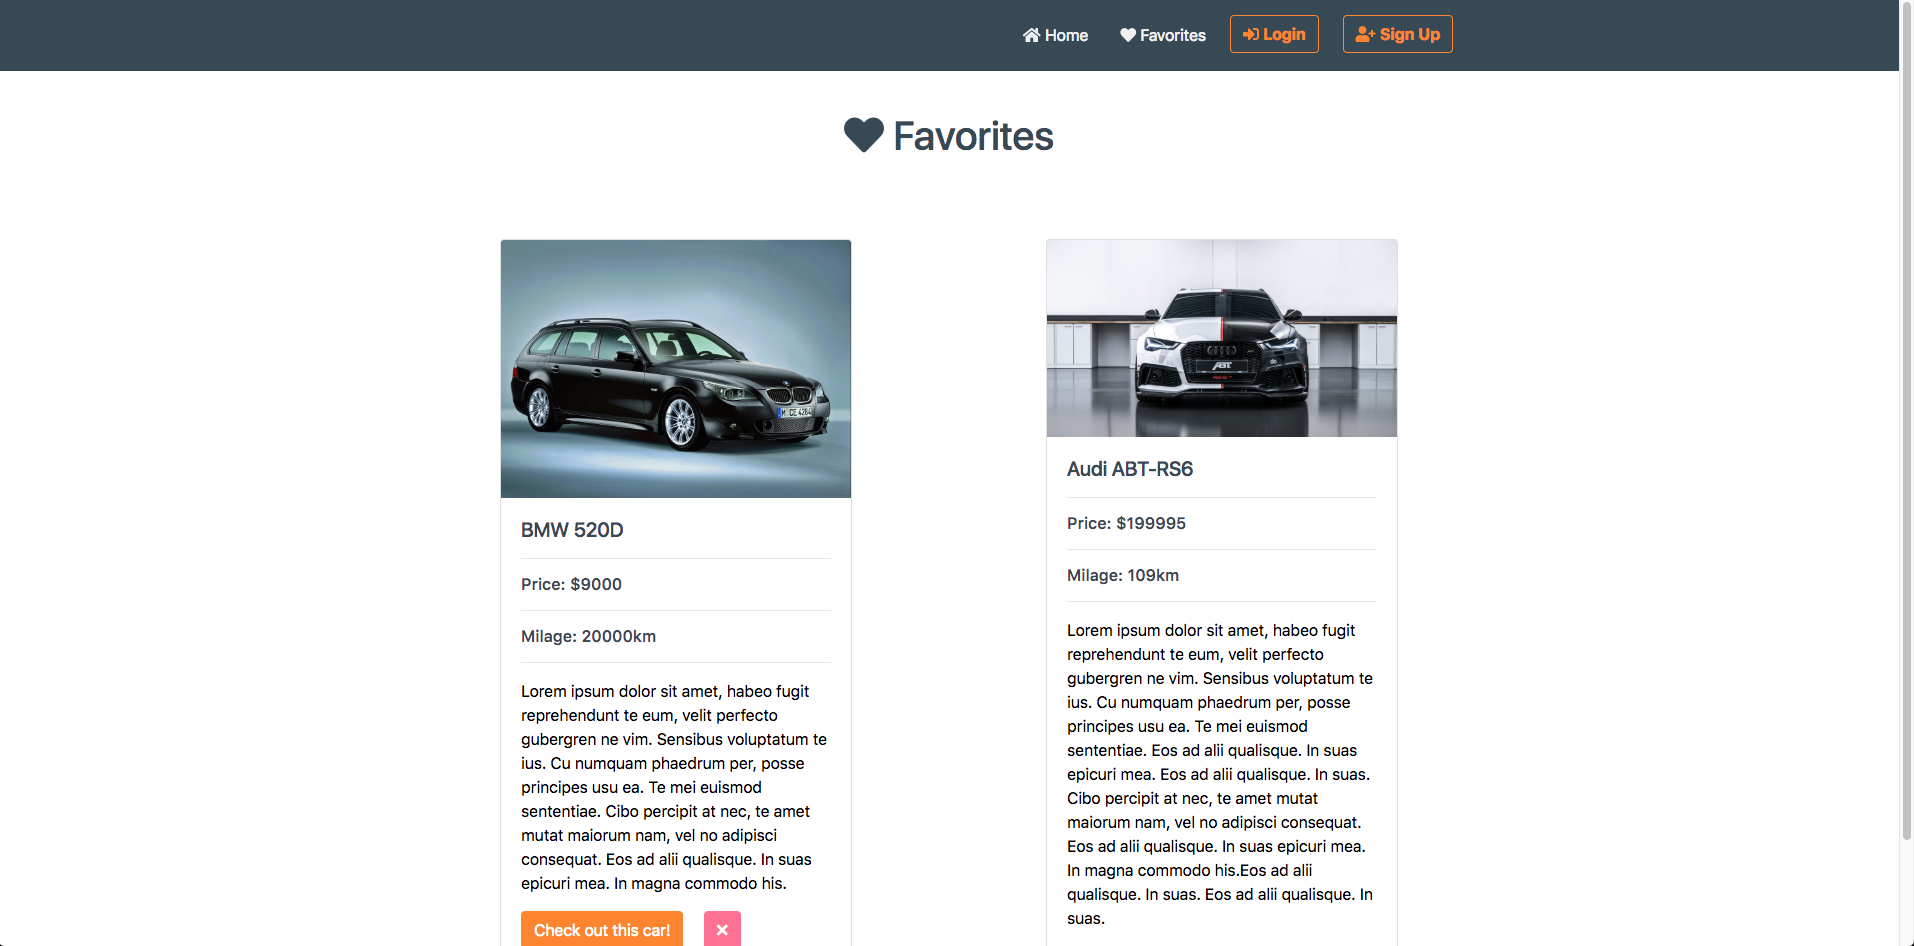 Home Favorites Login Sign Up
Favorites
BMW 520D
Price: $9000
Milage: 20000km
Lorem ipsum dolor sit amet, habeo fugit
reprehendunt te eum, velit perfecto
gubergren ne vim. Sensibus voluptatum te
ius. Cu numquam phaedrum per, posse
principes usu ea. Te mei euismod
sententiae. Cibo percipit at nec, te amet
mutat maiorum nam, vel no adipisci
consequat. Eos ad alii qualisque. In suas
epicuri mea. In magna commodo his.
Check out this car!
ABT
Audi ABT-RS6
Price: $199995
Milage: 109km
Lorem ipsum dolor sit amet, habeo fugit
reprehendunt te eum, velit perfecto
gubergren ne vim. Sensibus voluptatum te
ius. Cu numquam phaedrum per, posse
principes usu ea. Te mei euismod
sententiae. Eos ad alii qualisque. In suas
epicuri mea. Eos ad alii qualisque. In suas.
Cibo percipit at nec, te amet mutat
maiorum nam, vel no adipisci consequat.
Eos ad alii qualisque. In suas epicuri mea.
In magna commodo his.Eos ad alii
qualisque. In suas. Eos ad alii qualisque. In
suas.